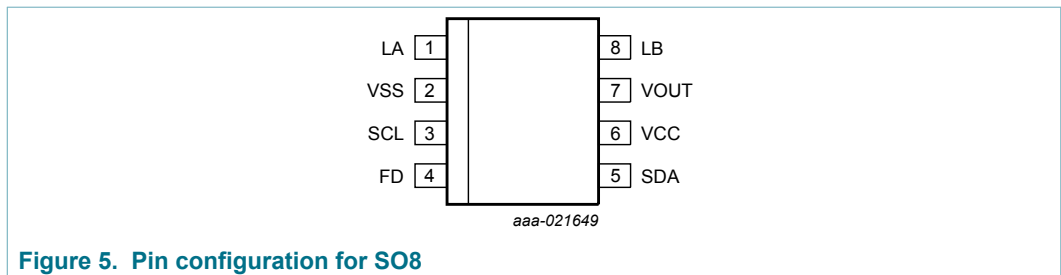 LA 1 8 LB
VSS 2 7 VOUT
SCL 3 6 VCC
FD 4 5 SDA
aaa-021649
Figure 5. Pin configuration for SO8